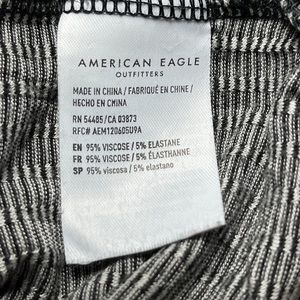 AMERICAN EAGLE
OUTFITTERS
MADE IN CHINA / FABRIQUÉ EN CHINE /
HECHO EN CHINA
RN 54485/CA 03873
RFC# AEM120605U9A
EN 95% VISCOSE / 5% ELASTANE
FR 95% VISCOSE / 5% ÉLASTHANNE
SP 95% viscosa / 5% elastano